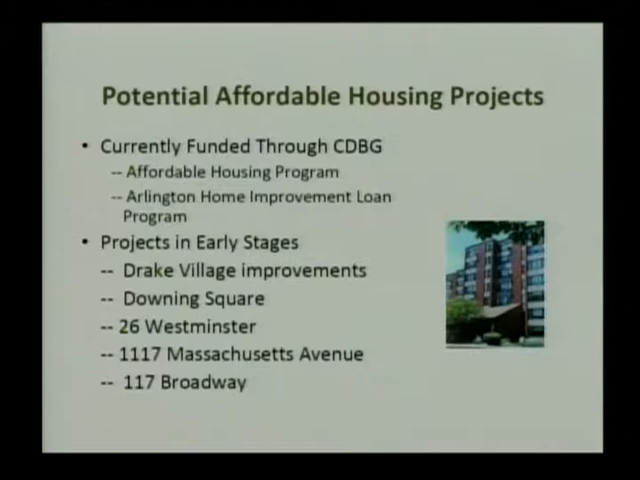 Potential Affordable Housing Projects
• Currently Funded Through CDBG
-- Affordable Housing Program
-- Arlington Home Improvement Loan
Program
• Projects in Early Stages
-- Drake Village improvements
-- Downing Square
-- 26 Westminster
-- 1117 Massachusetts Avenue
-- 117 Broadway